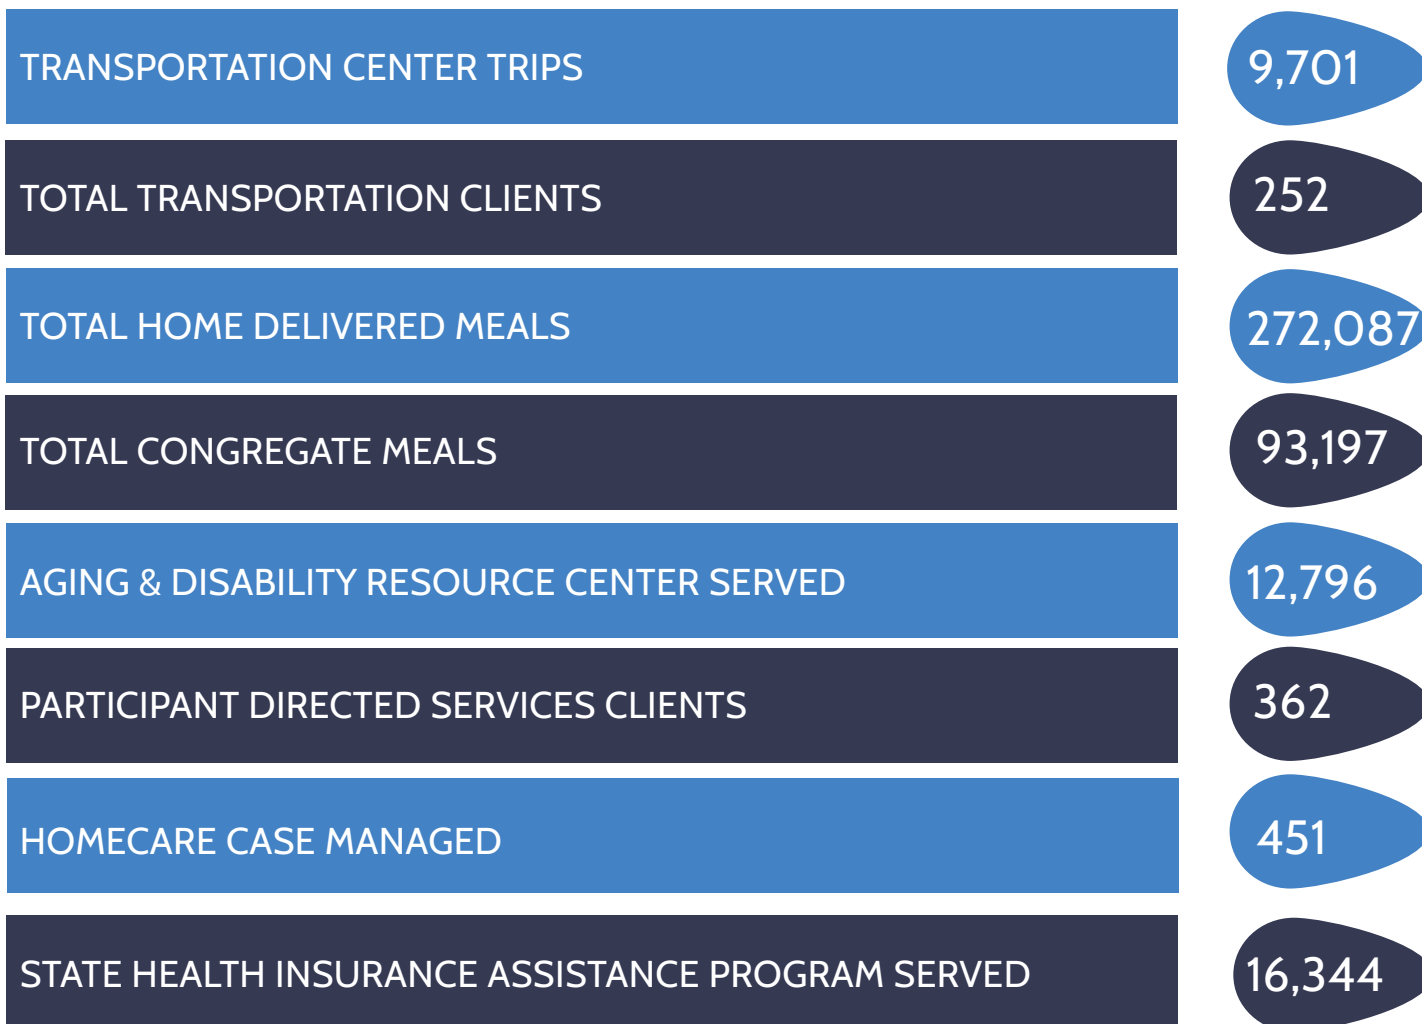 TRANSPORTATION CENTER TRIPS 9,701
TOTAL TRANSPORTATION CLIENTS 252
TOTAL HOME DELIVERED MEALS 272,087
TOTAL CONGREGATE MEALS 93,197
AGING & DISABILITY RESOURCE CENTER SERVED 12,796
PARTICIPANT DIRECTED SERVICES CLIENTS 362
HOMECARE CASE MANAGED 451
STATE HEALTH INSURANCE ASSISTANCE PROGRAM SERVED 16,344